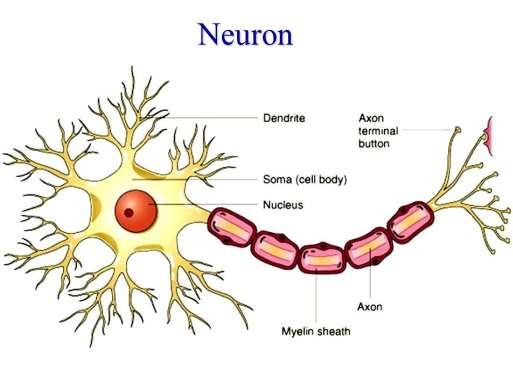 Neuron
Dendrite
Axon
terminal
button
Soma (cell body)
Nucleus
Axon
Myelin sheath